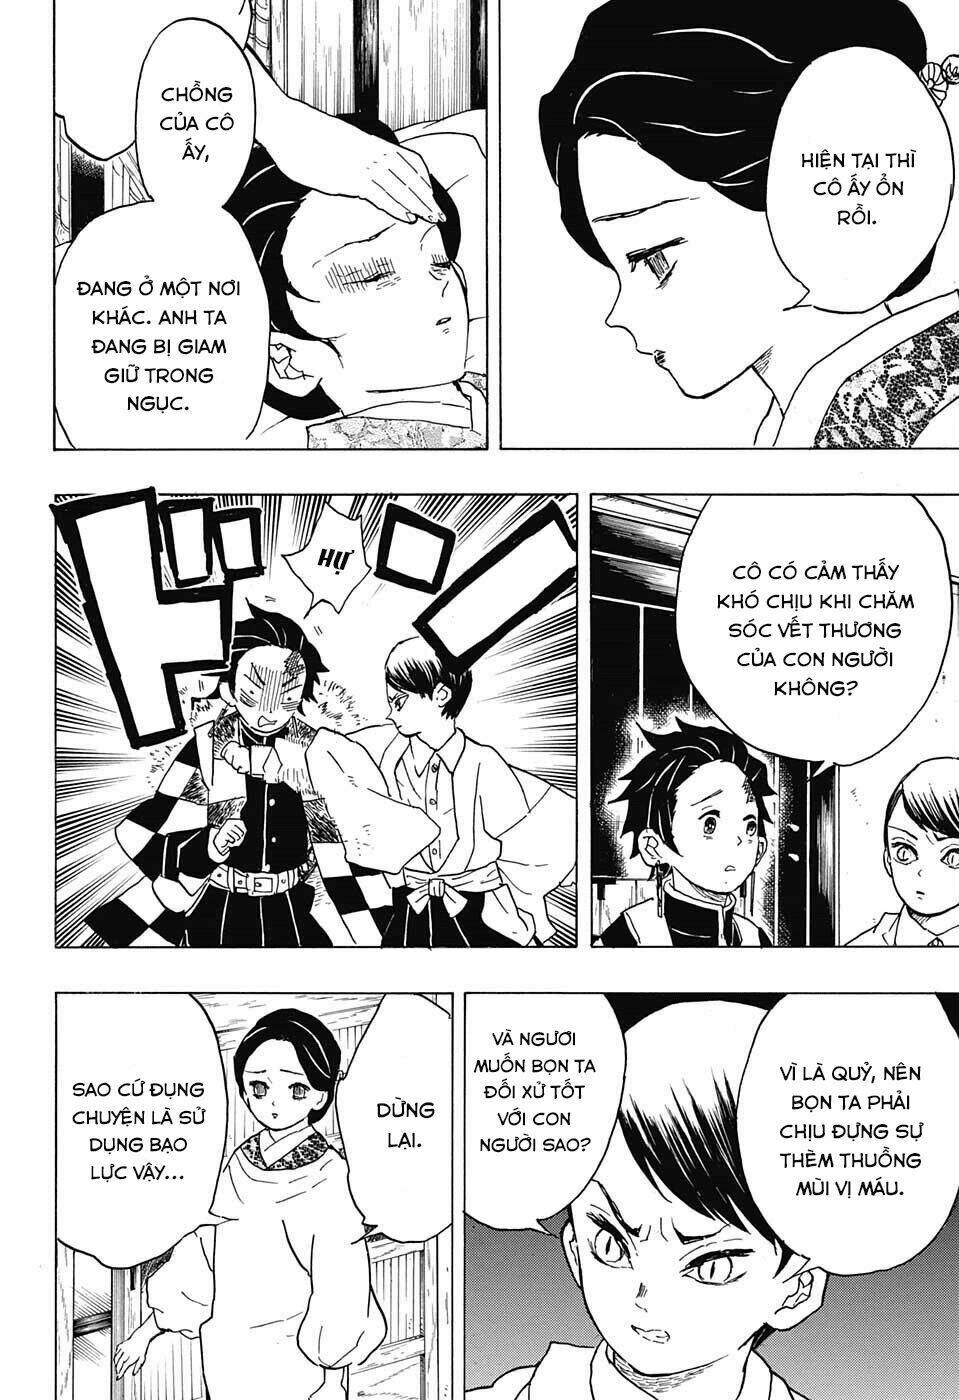 HIỆN TẠI THÌ
CÔ ẤY ỔN
RỒI.
CHỒNG
CỦA CÔ
ẤY,
ĐANG Ở MỘT NƠI
KHÁC. ANH TA
ĐANG BỊ GIAM
GIỮ TRONG
NGỤC.
CÔ CÓ CẢM THẤY
KHÓ CHỊU KHI CHĂM
SÓC VẾT THƯƠNG
CỦA CON NGƯỜI
KHÔNG?
HỰ
ドロー
VÌ LÀ QUỶ, NÊN
BỌN TA PHẢI
CHỊU ĐỰNG SỰ
THÈM THUỒNG
MÙI VỊ MÁU.
VÀ NGƯƠI
MUỐN BỌN TA
ĐỐI XỬ TỐT
VỚI CON
NGƯỜI SAO?
DỪNG
LẠI.
SAO CỨ ĐỤNG
CHUYỆN LÀ SỬ
DỤNG BẠO
LỰC VẬY...